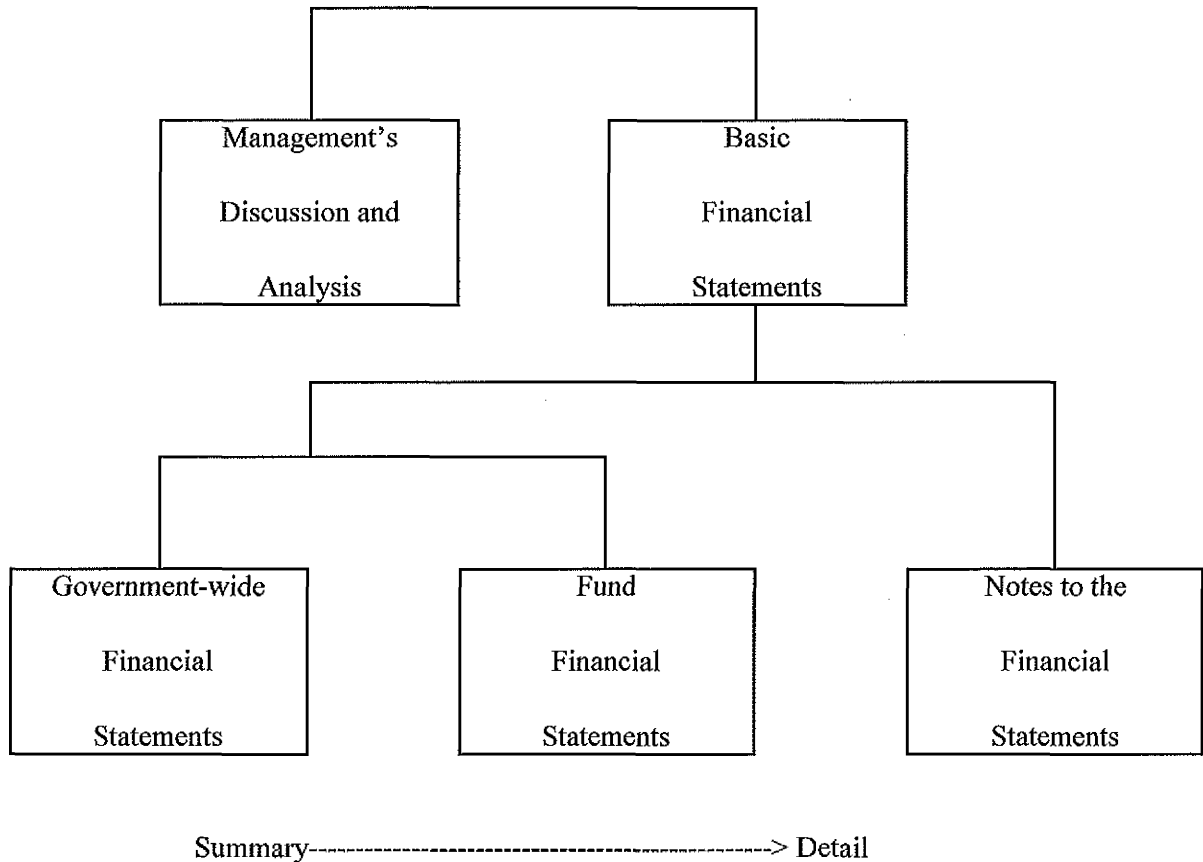 Management's
Discussion and
Analysis
Basic
Financial
Statements
Government-wide
Financial
Statements
Fund
Financial
Statements
Notes to the
Financial
Statements
Summary--------------------------------------------------> Detail